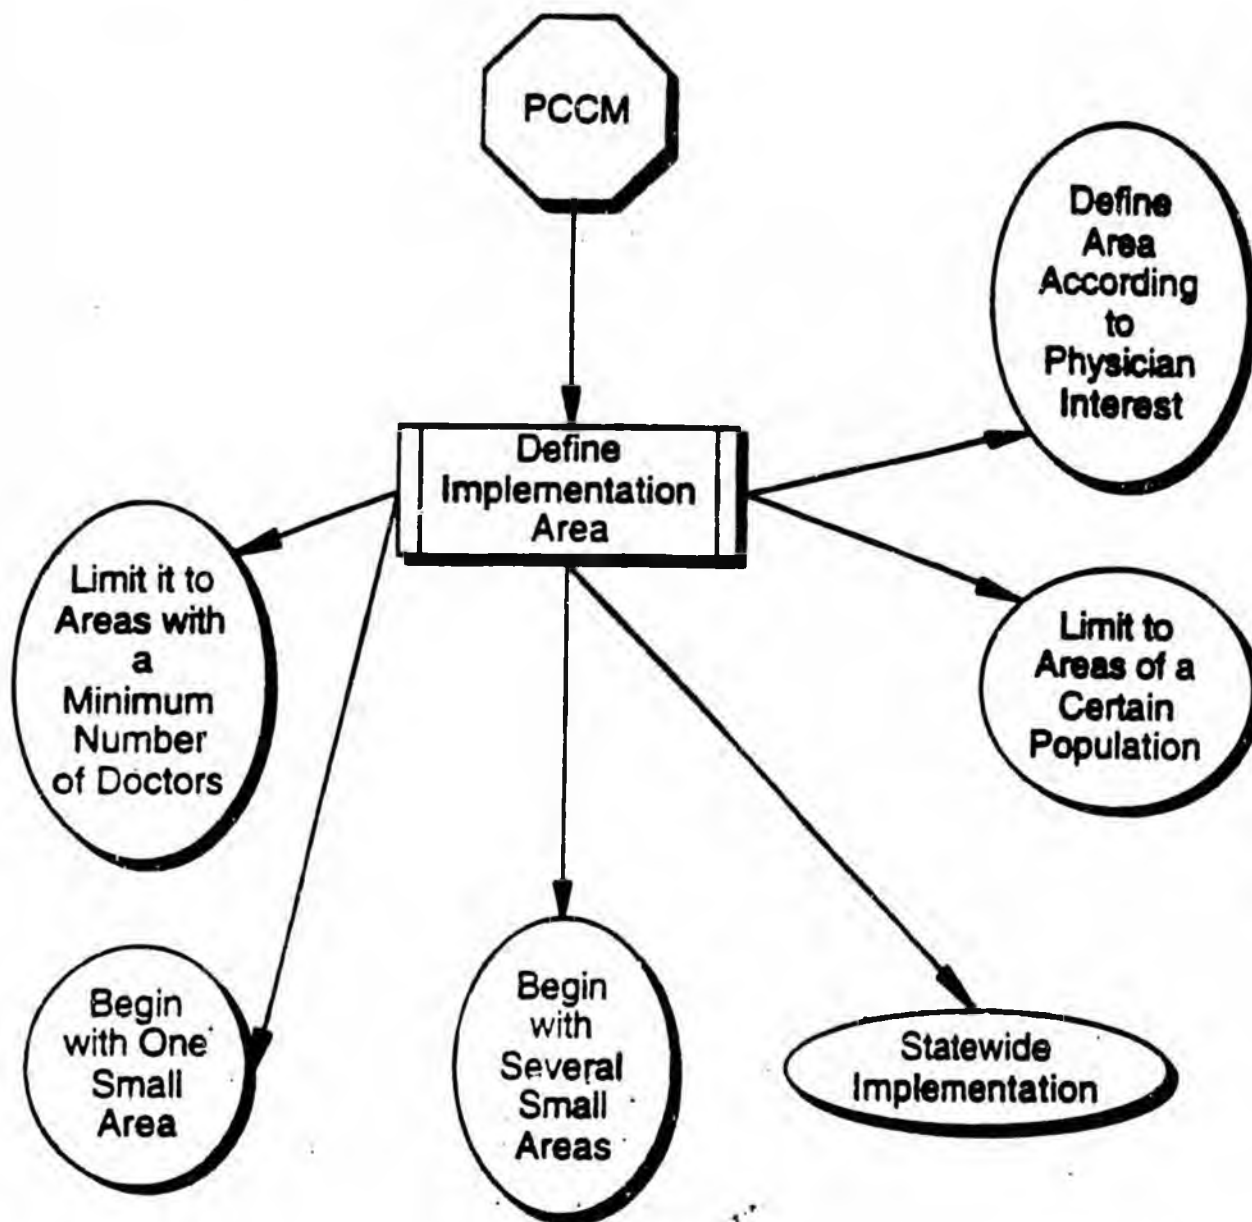 PCCM
Define
Area
According
to
Physician
Interest
Define
Implementation
Area
Limit it to
Areas with
a
Minimum
Number
of Doctors
Limit to
Areas of a
Certain
Population
Begin
with One
Small
Area
Begin
with
Several
Small
Areas
Statewide
Implementation